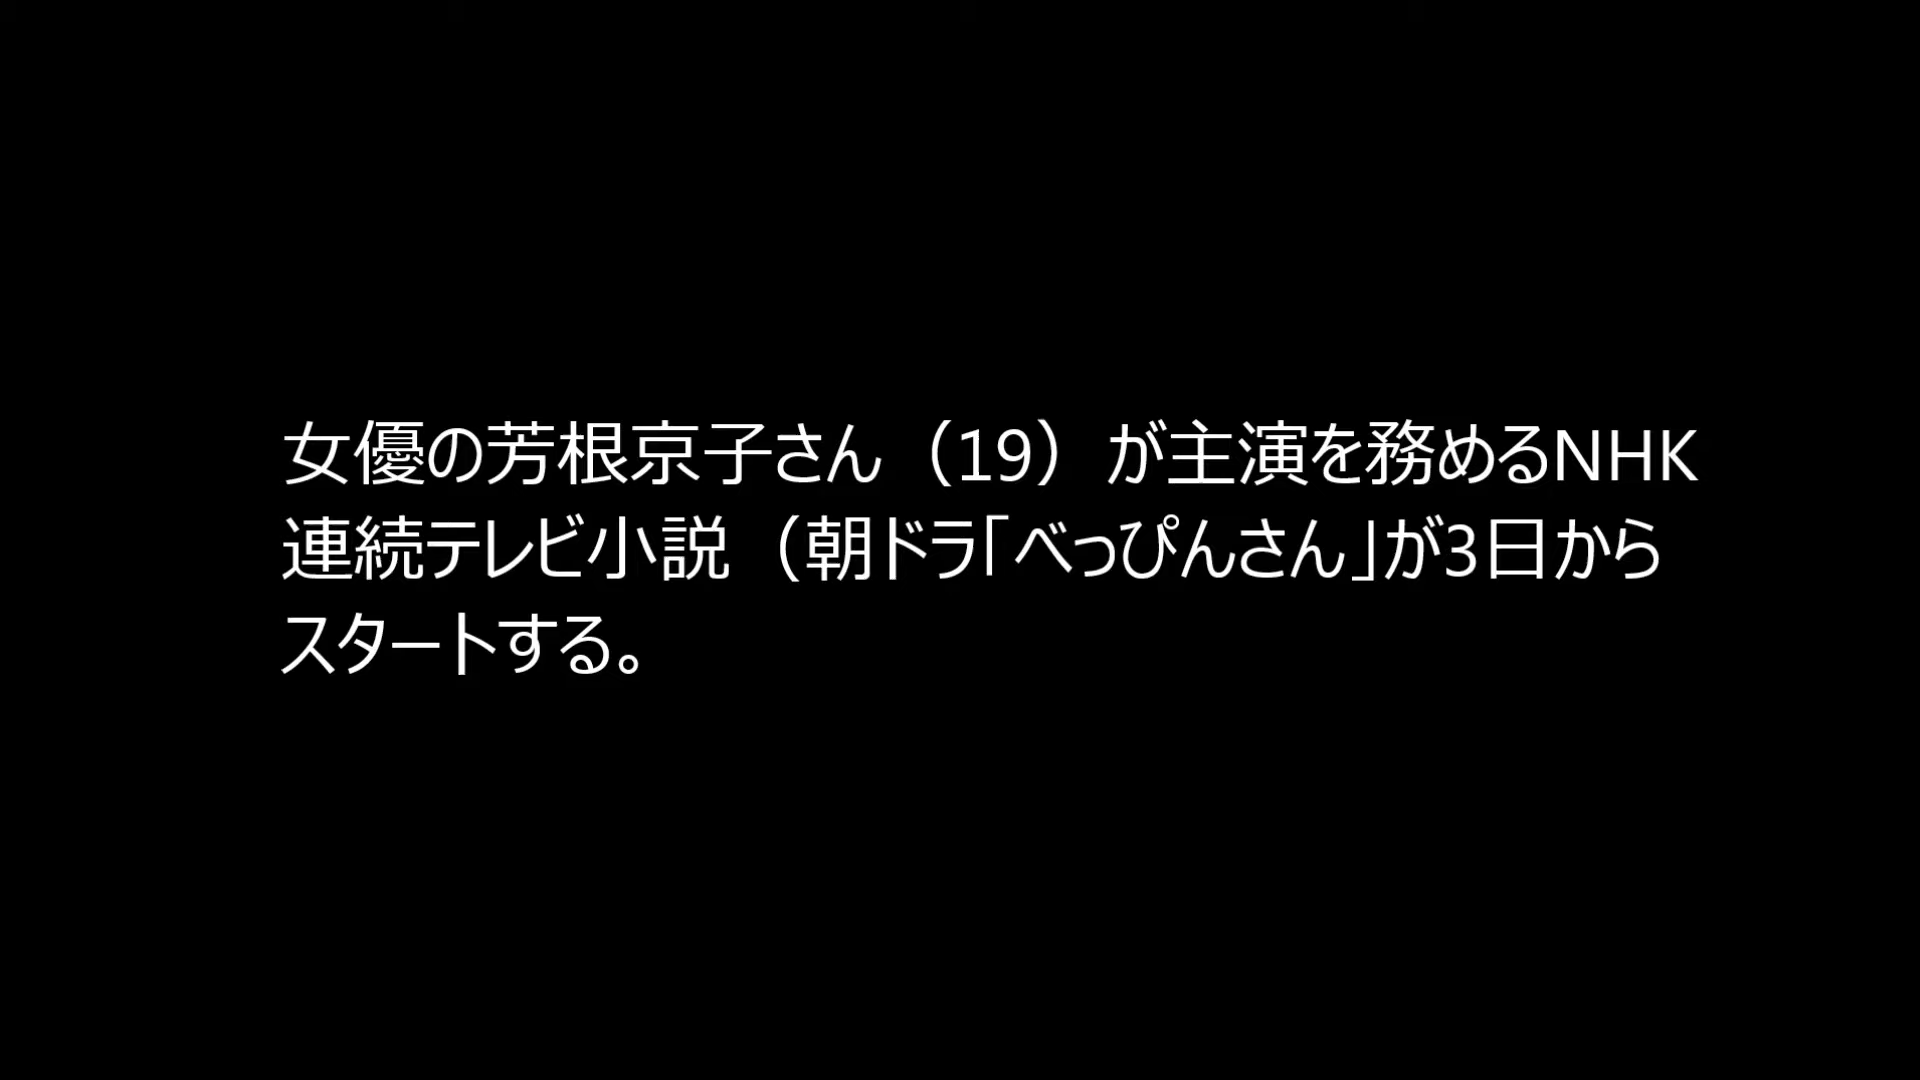 女優の芳根京子さん（19）が主演を務めるNHK
連続テレビ小説（朝ドラ「べっぴんさん」が3日から
スタートする。